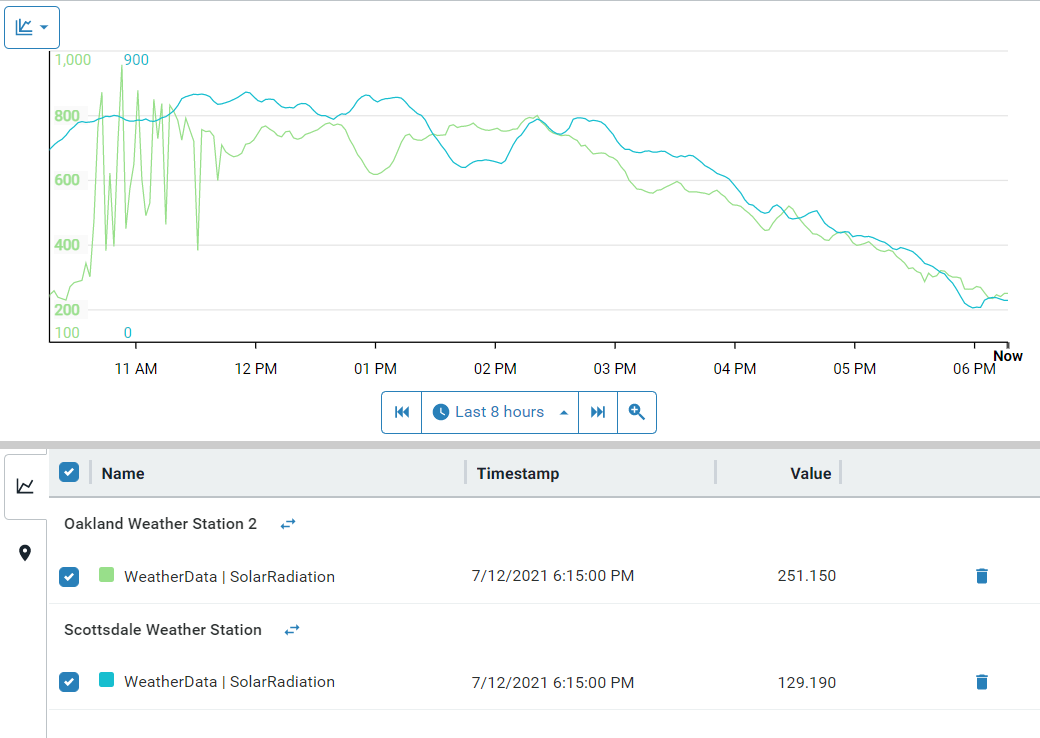 1,000 900
800
600
400
200
100 0
Now
11 AM 12 PM 01 PM 02 PM 03 PM 04 PM 05 PM 06 PM
Last 8 hours
Name Timestamp Value
Oakland Weather Station 2
WeatherData | SolarRadiation 7/12/2021 6:15:00 PM 251.150
Scottsdale Weather Station
WeatherData | SolarRadiation 7/12/2021 6:15:00 PM 129.190